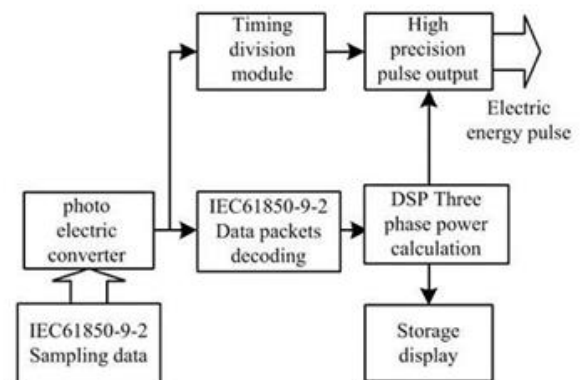 Timing
division
module
High
precision
pulse output
Electric
energy pulse
photo
electric
converter
IEC61850-9-2
Data packets
decoding
DSP Three
phase power
calculation
IEC61850-9-2
Sampling data
Storage
display